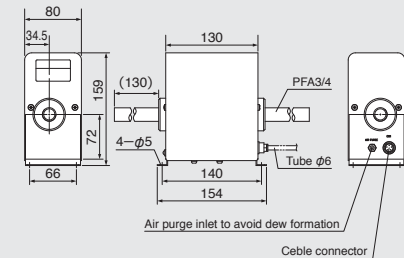 80
130
34.5
(130)
159
PFA3/4
72
4－φ5
Tube φ6
66
140
154
Air purge inlet to avoid dew formation
Ceble connector